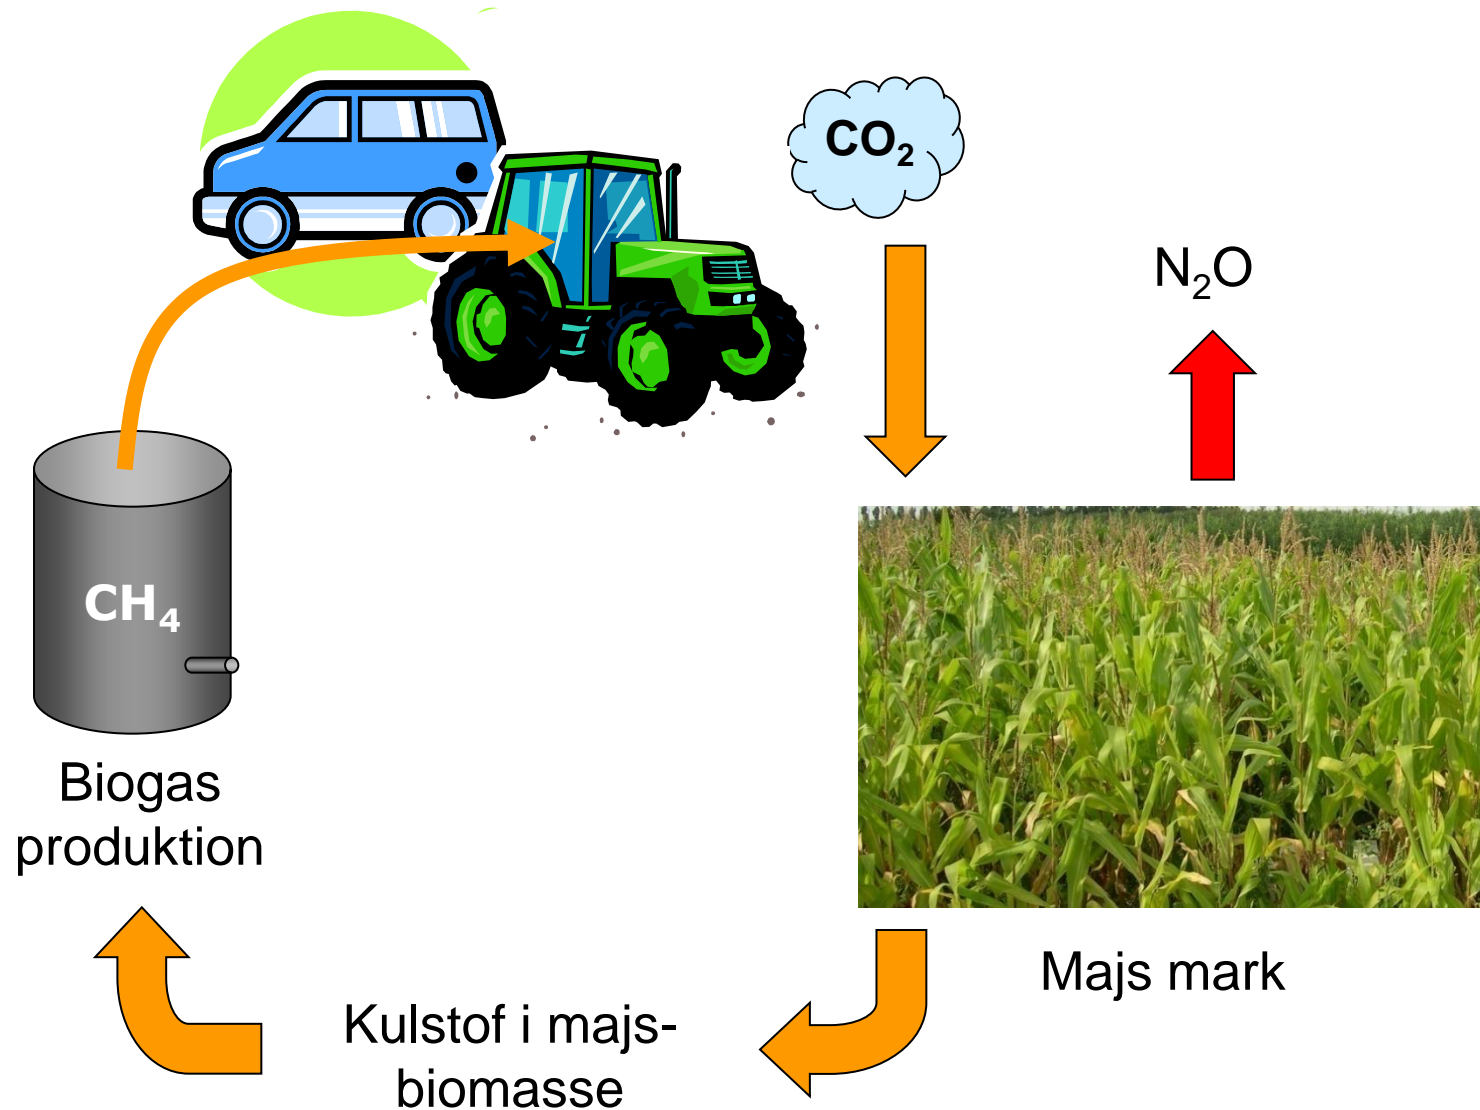 CO₂
N₂O
CH₄
Biogas
produktion
Majs mark
Kulstof i majs-
biomasse